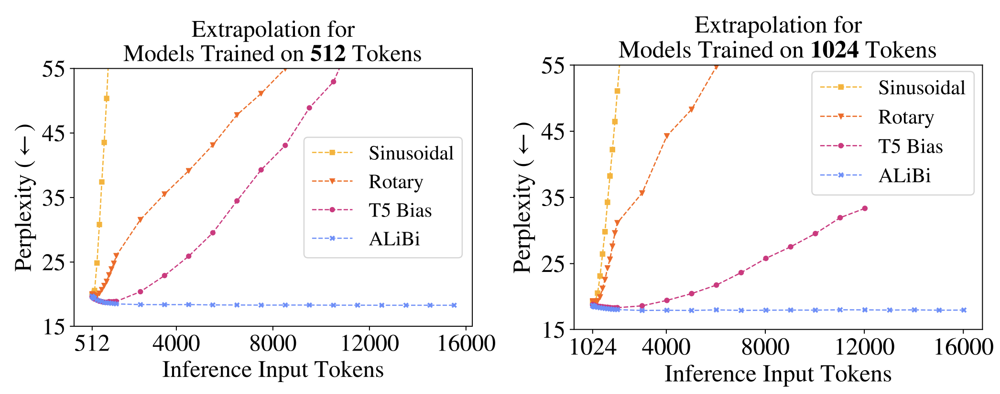 Extrapolation for
Models Trained on 512 Tokens
55
45
35
25
15
Perplexity (←)
512 4000 8000 12000 16000
Inference Input Tokens
Sinusoidal
Rotary
T5 Bias
ALiBi
Extrapolation for
Models Trained on 1024 Tokens
55
45
35
25
15
Perplexity (←)
1024 4000 8000 12000 16000
Inference Input Tokens
Sinusoidal
Rotary
T5 Bias
ALiBi